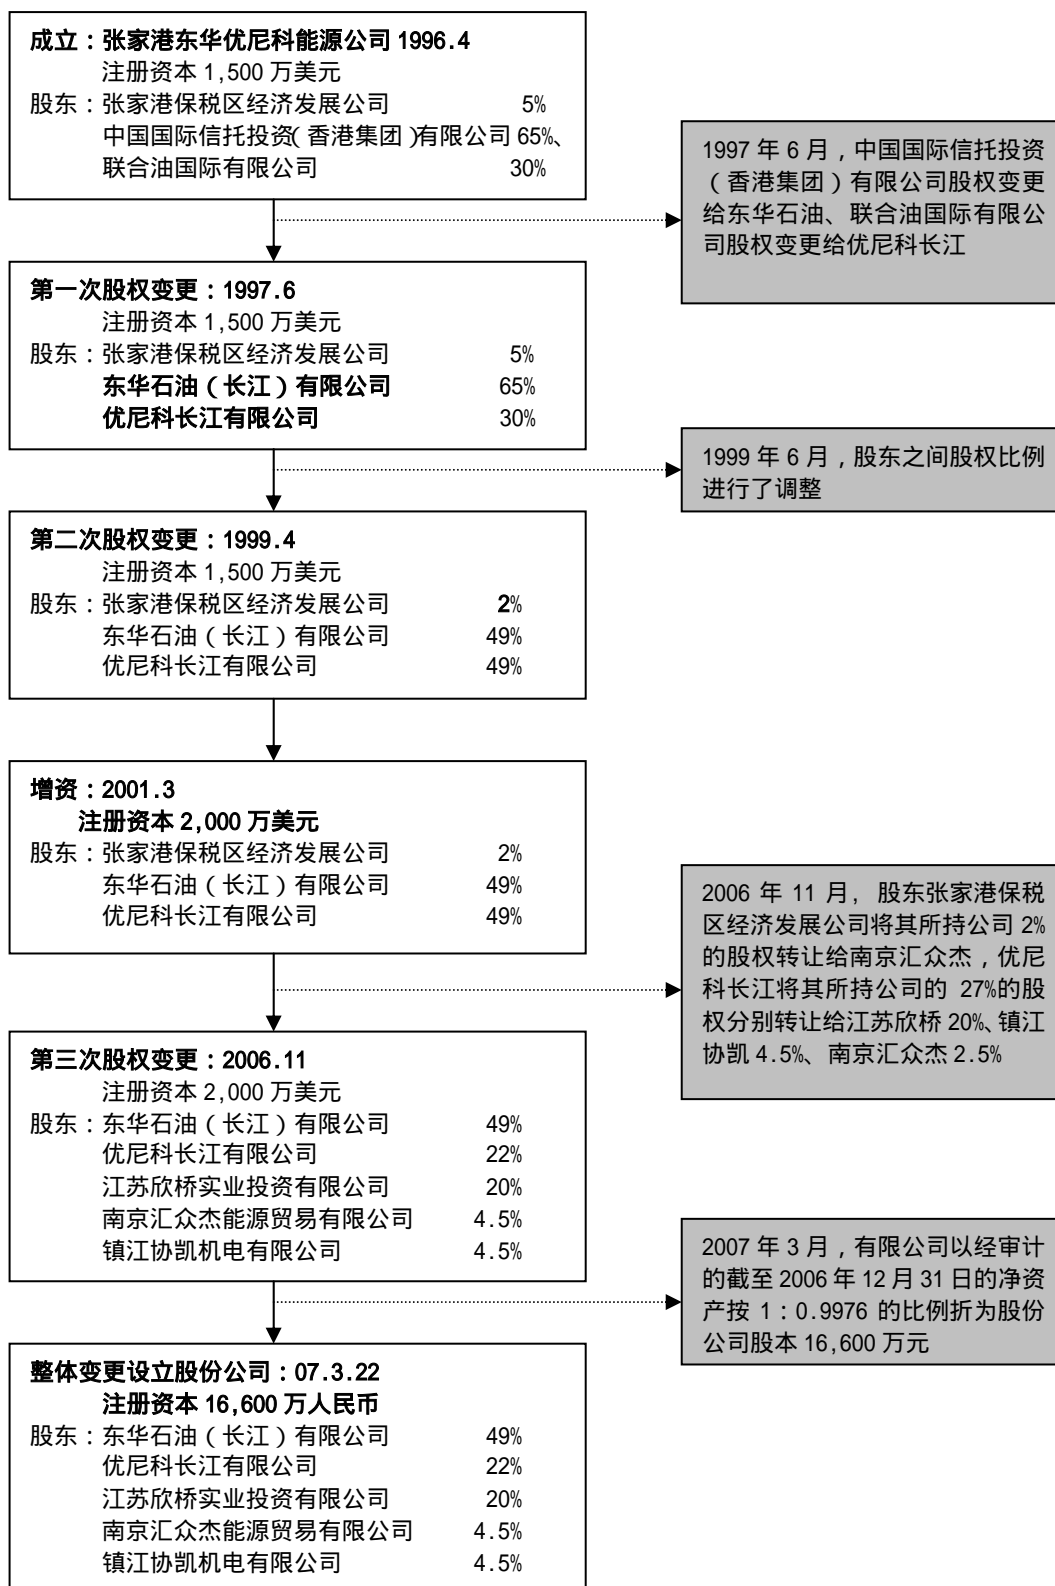 成立：张家港东华优尼科能源公司 1996.4
注册资本 1,500 万美元
股东：张家港保税区经济发展公司 5%
中国国际信托投资（香港集团）有限公司 65%、
联合油国际有限公司 30%
1997 年 6 月，中国国际信托投资
（香港集团）有限公司股权变更
给东华石油、联合油国际有限公
司股权变更给优尼科长江
第一次股权变更：1997.6
注册资本 1,500 万美元
股东：张家港保税区经济发展公司 5%
东华石油（长江）有限公司 65%
优尼科长江有限公司 30%
1999 年 6 月，股东之间股权比例
进行了调整
第二次股权变更：1999.4
注册资本 1,500 万美元
股东：张家港保税区经济发展公司 2%
东华石油（长江）有限公司 49%
优尼科长江有限公司 49%
增资：2001.3
注册资本 2,000 万美元
股东：张家港保税区经济发展公司 2%
东华石油（长江）有限公司 49%
优尼科长江有限公司 49%
2006 年 11 月，股东张家港保税
区经济发展公司将其所持公司 2%
的股权转让给南京汇众杰，优尼
科长江将其所持公司的 27%的股
权分别转让给江苏欣桥 20%、镇江
协凯 4.5%、南京汇众杰 2.5%
第三次股权变更：2006.11
注册资本 2,000 万美元
股东：东华石油（长江）有限公司 49%
优尼科长江有限公司 22%
江苏欣桥实业投资有限公司 20%
南京汇众杰能源贸易有限公司 4.5%
镇江协凯机电有限公司 4.5%
2007 年 3 月，有限公司以经审计
的截至 2006 年 12 月 31 日的净资
产按 1：0.9976 的比例折为股份
公司股本 16,600 万元
整体变更设立股份公司：07.3.22
注册资本 16,600 万人民币
股东：东华石油（长江）有限公司 49%
优尼科长江有限公司 22%
江苏欣桥实业投资有限公司 20%
南京汇众杰能源贸易有限公司 4.5%
镇江协凯机电有限公司 4.5%